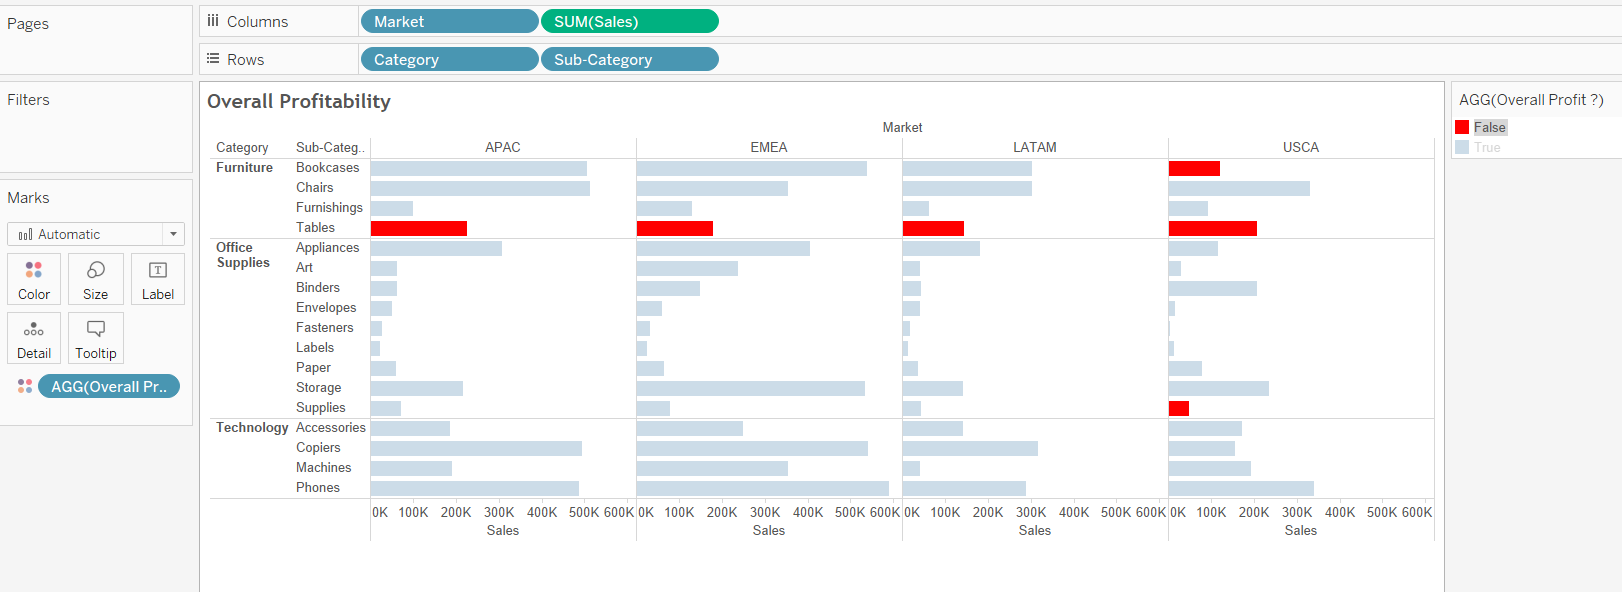 Pages
Columns Market SUM(Sales)
Rows Category Sub-Category
Filters
Marks
Automatic
Color Size Label
Detail Tooltip
AGG(Overall Pr..
Overall Profitability
Market
Category Sub-Categ.. APAC EMEA LATAM USCA
Furniture Bookcases
Chairs
Furnishings
Tables
Office Supplies Appliances
Art
Binders
Envelopes
Fasteners
Labels
Paper
Storage
Supplies
Technology Accessories
Copiers
Machines
Phones
0K 100K 200K 300K 400K 500K 600K 0K 100K 200K 300K 400K 500K 600K 0K 100K 200K 300K 400K 500K 600K 0K 100K 200K 300K 400K 500K 600K
Sales Sales Sales Sales
AGG(Overall Profit ?)
False
True